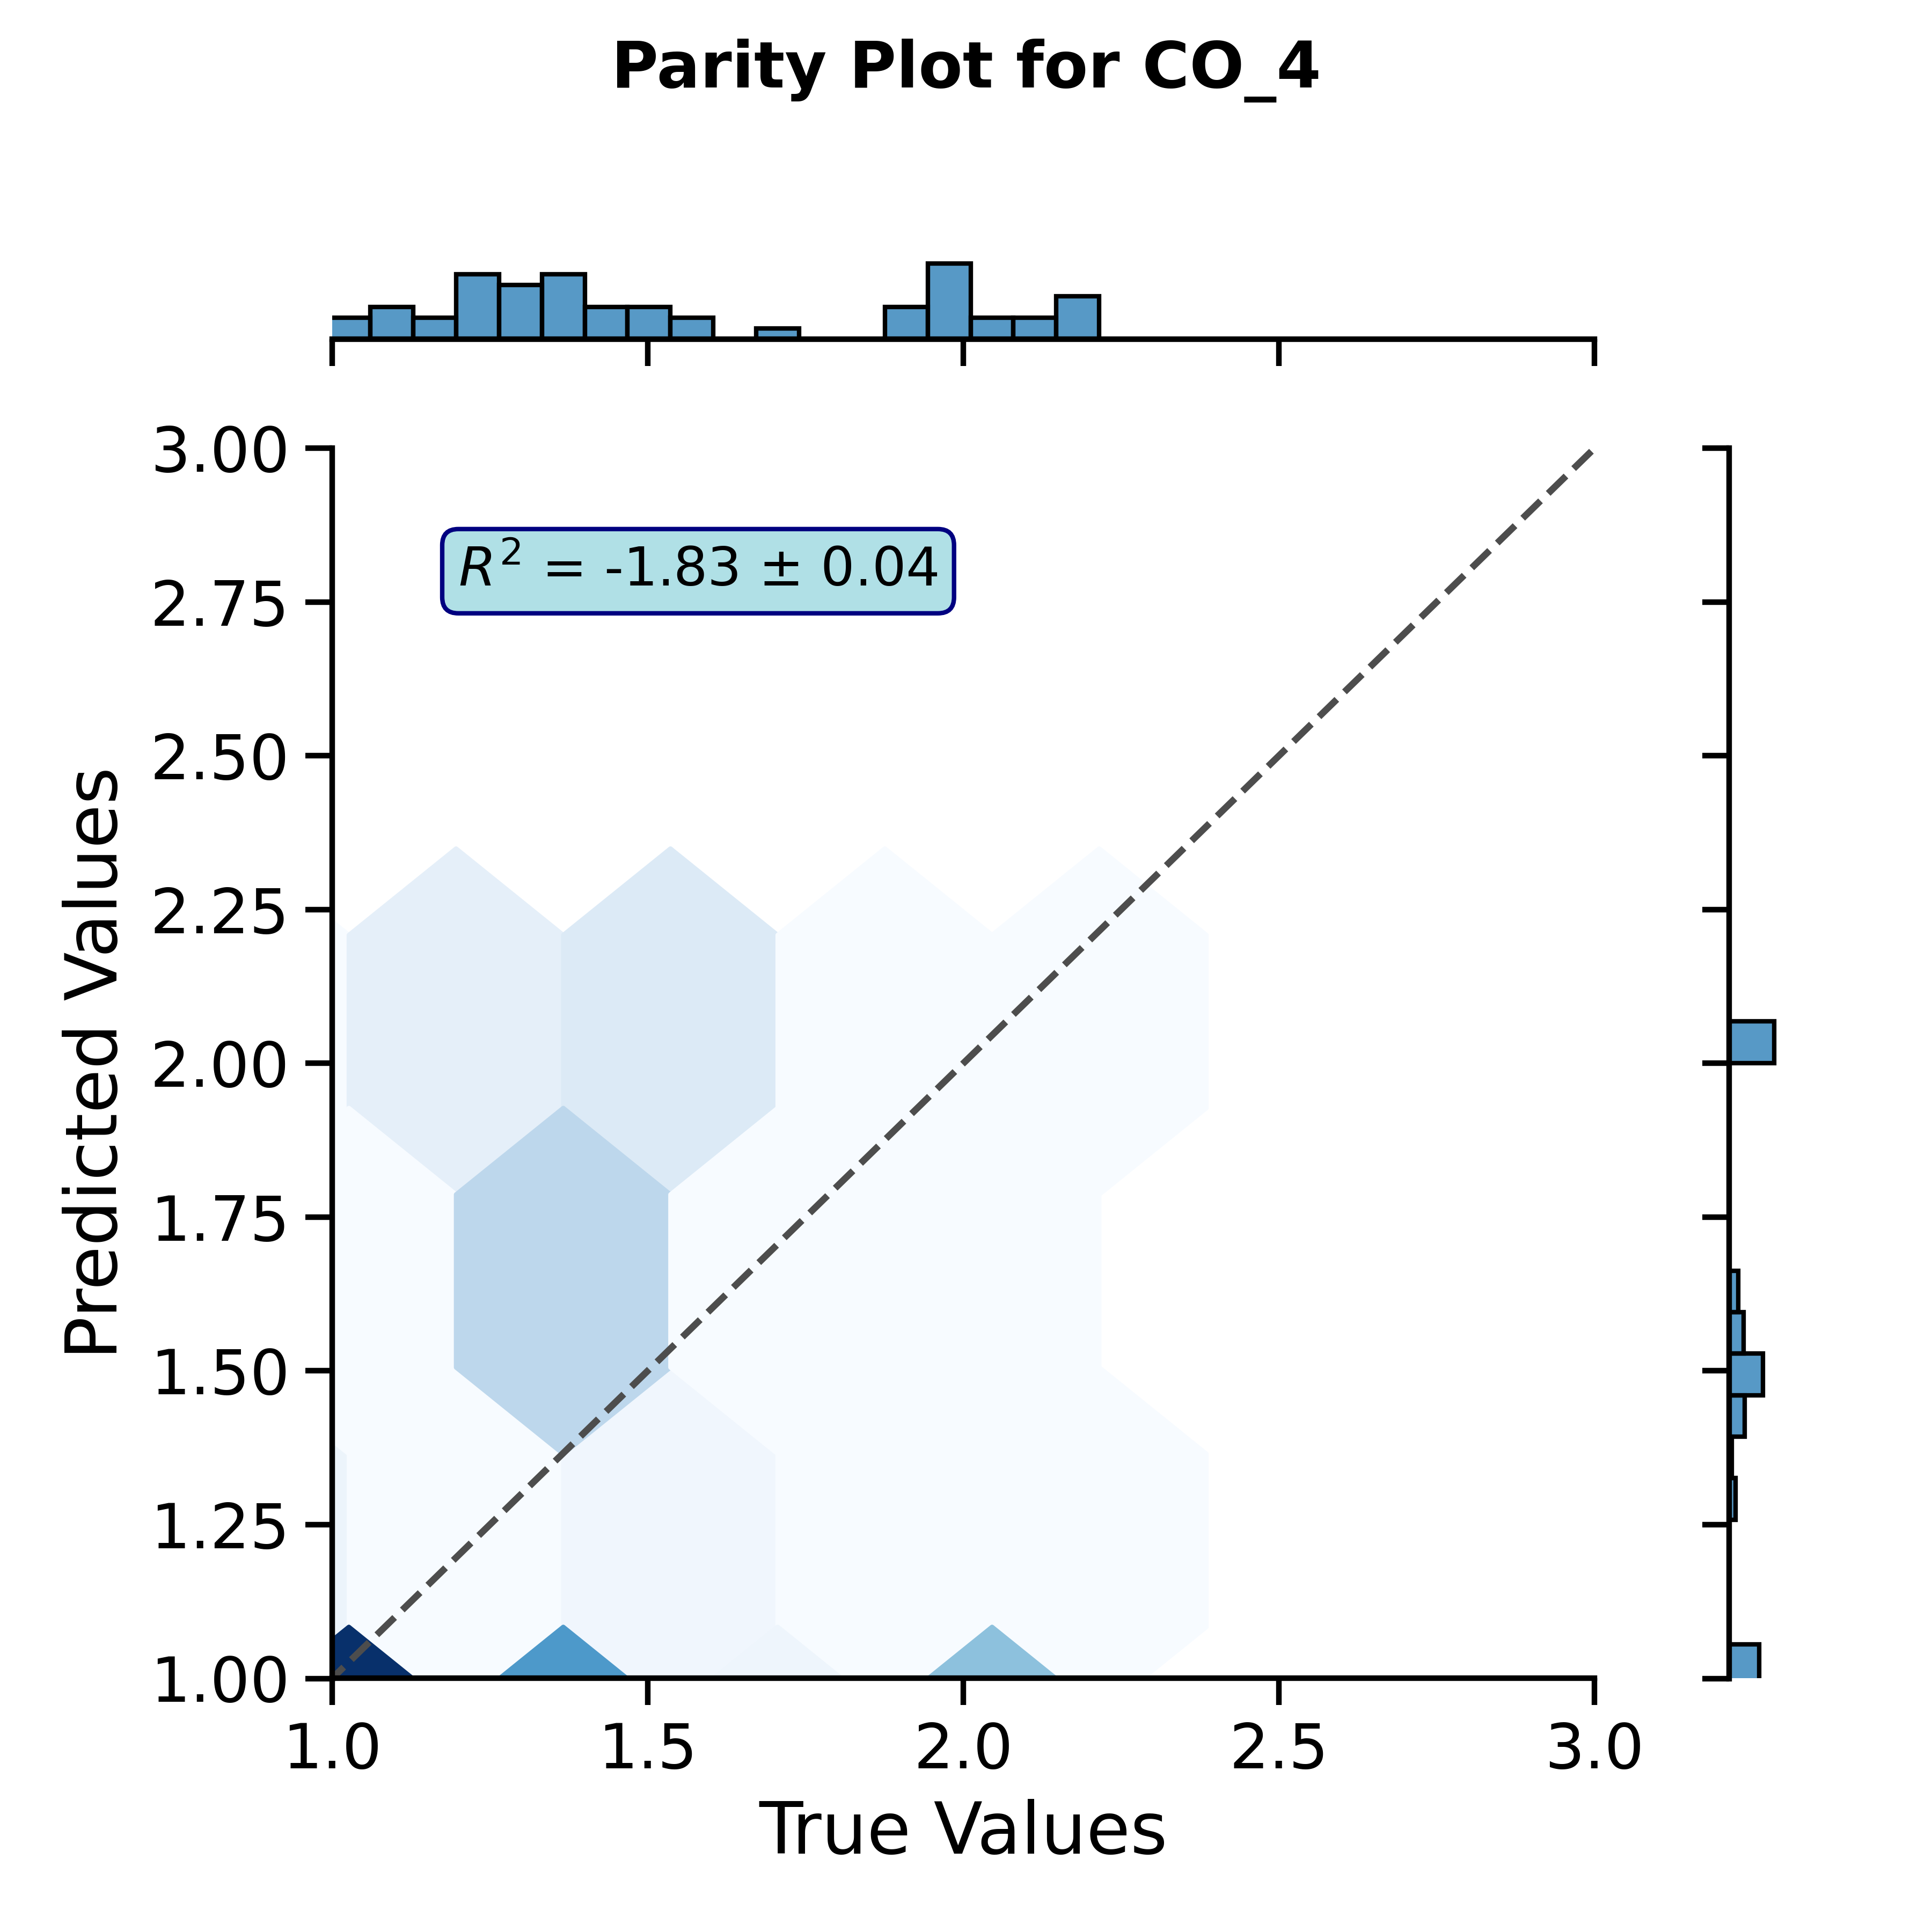 Parity Plot for CO_4
R² = -1.83 ± 0.04
Predicted Values
3.00
2.75
2.50
2.25
2.00
1.75
1.50
1.25
1.00
1.0 1.5 2.0 2.5 3.0
True Values